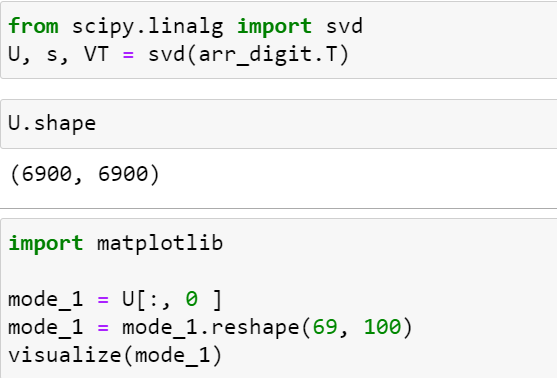 from scipy.linalg import svd
U, s, VT = svd(arr_digit.T)
U.shape
(6900, 6900)
import matplotlib
mode_1 = U[:, 0 ]
mode_1 = mode_1.reshape(69, 100)
visualize(mode_1)